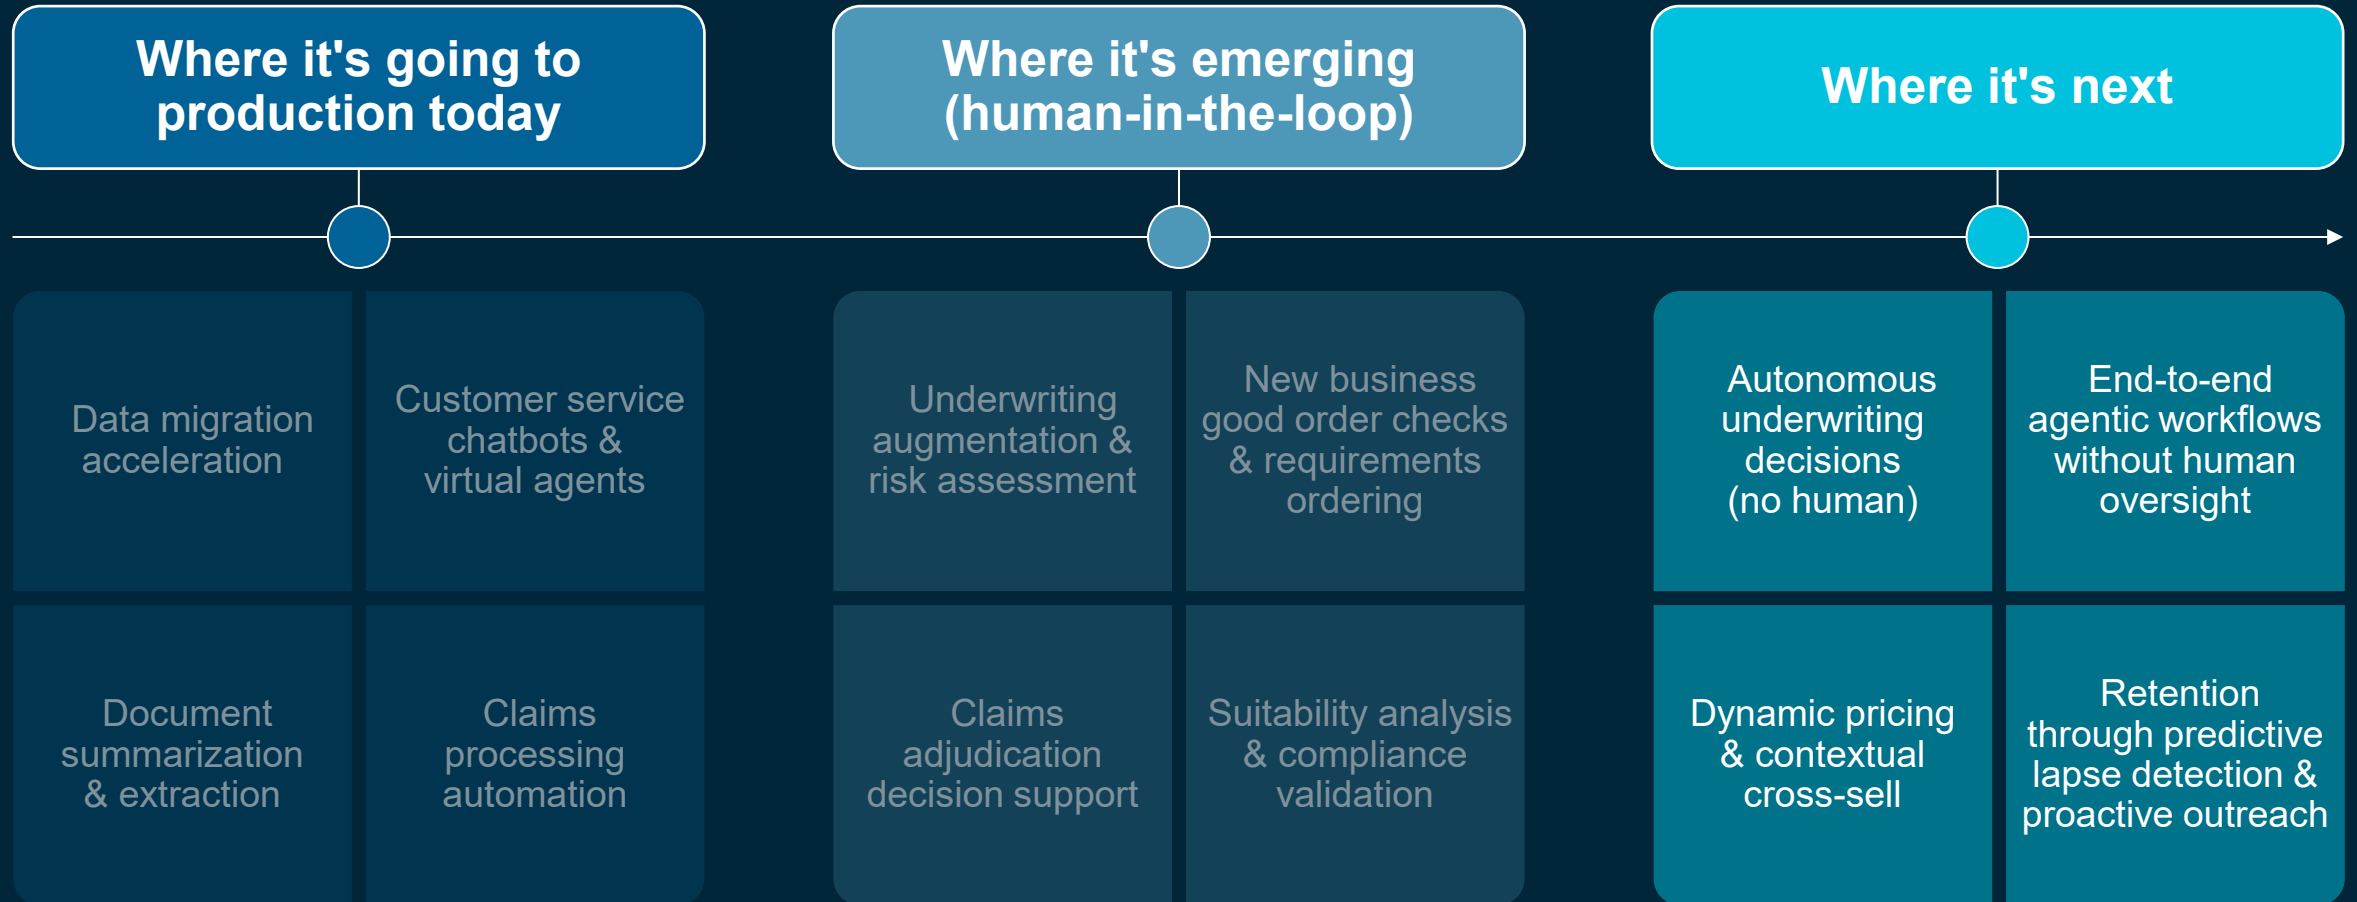 Where it's going to
production today
Where it's emerging
(human-in-the-loop)
Where it's next
Data migration
acceleration
Customer service
chatbots &
virtual agents
Document
summarization
& extraction
Claims
processing
automation
Underwriting
augmentation &
risk assessment
New business
good order checks
& requirements
ordering
Claims
adjudication
decision support
Suitability analysis
& compliance
validation
Autonomous
underwriting
decisions
(no human)
End-to-end
agentic workflows
without human
oversight
Dynamic pricing
& contextual
cross-sell
Retention
through predictive
lapse detection &
proactive outreach